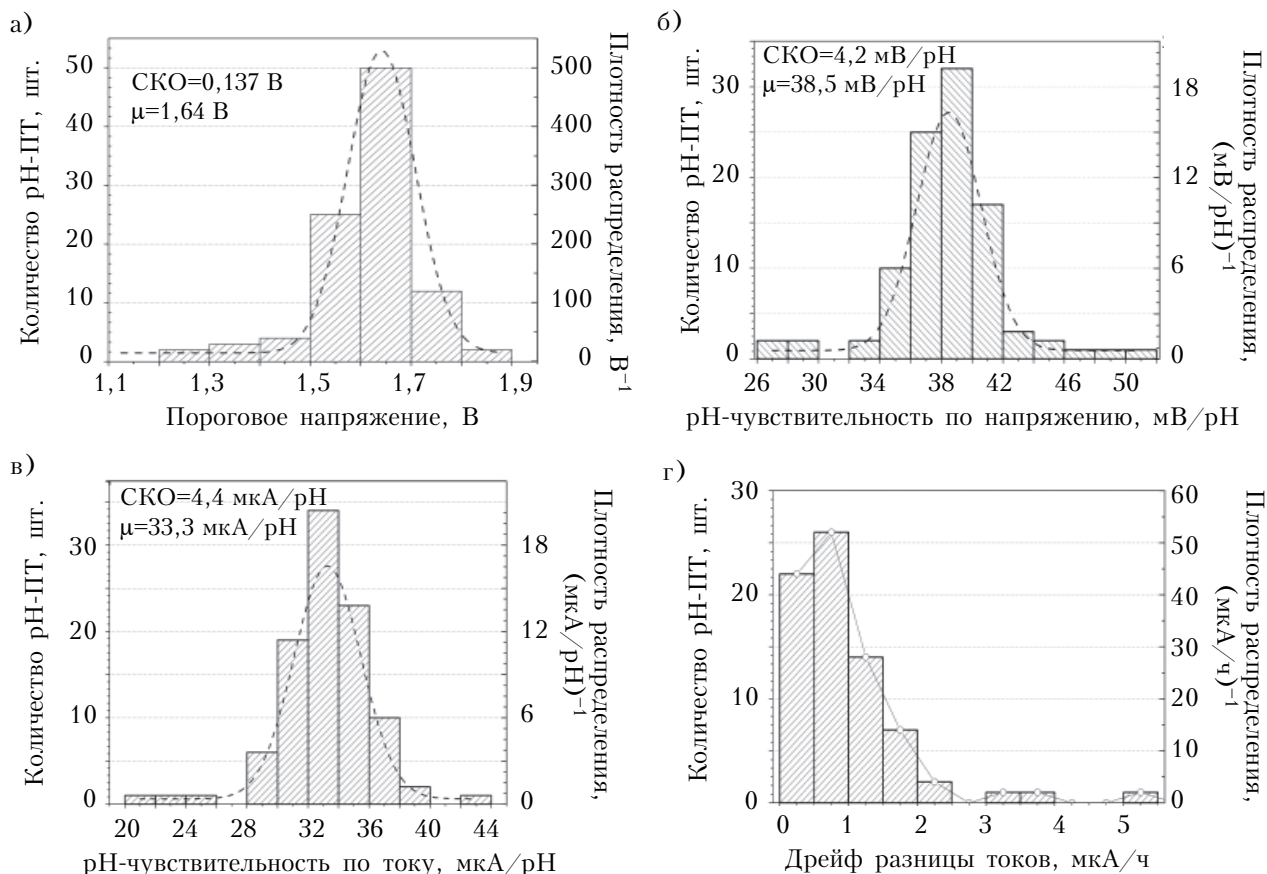 а)
Количество pH-ПТ, шт.
50
40
30
20
10
0
СКО=0,137 В
μ=1,64 В
500
400
300
200
100
0
Плотность распределения, В⁻¹
1,1 1,3 1,5 1,7 1,9
Пороговое напряжение, В
б)
Количество pH-ПТ, шт.
30
20
10
0
СКО=4,2 мВ/pH
μ=38,5 мВ/pH
18
12
6
0
Плотность распределения,
(мВ/pH)⁻¹
26 30 34 38 42 46 50
pH-чувствительность по напряжению, мВ/pH
в)
Количество pH-ПТ, шт.
30
20
10
0
СКО=4,4 мкА/pH
μ=33,3 мкА/pH
18
12
6
0
Плотность распределения,
(мкА/pH)⁻¹
20 24 28 32 36 40 44
pH-чувствительность по току, мкА/pH
г)
Количество pH-ПТ, шт.
30
20
10
0
60
50
40
30
20
10
0
Плотность распределения,
(мкА/ч)⁻¹
0 1 2 3 4 5
Дрейф разницы токов, мкА/ч